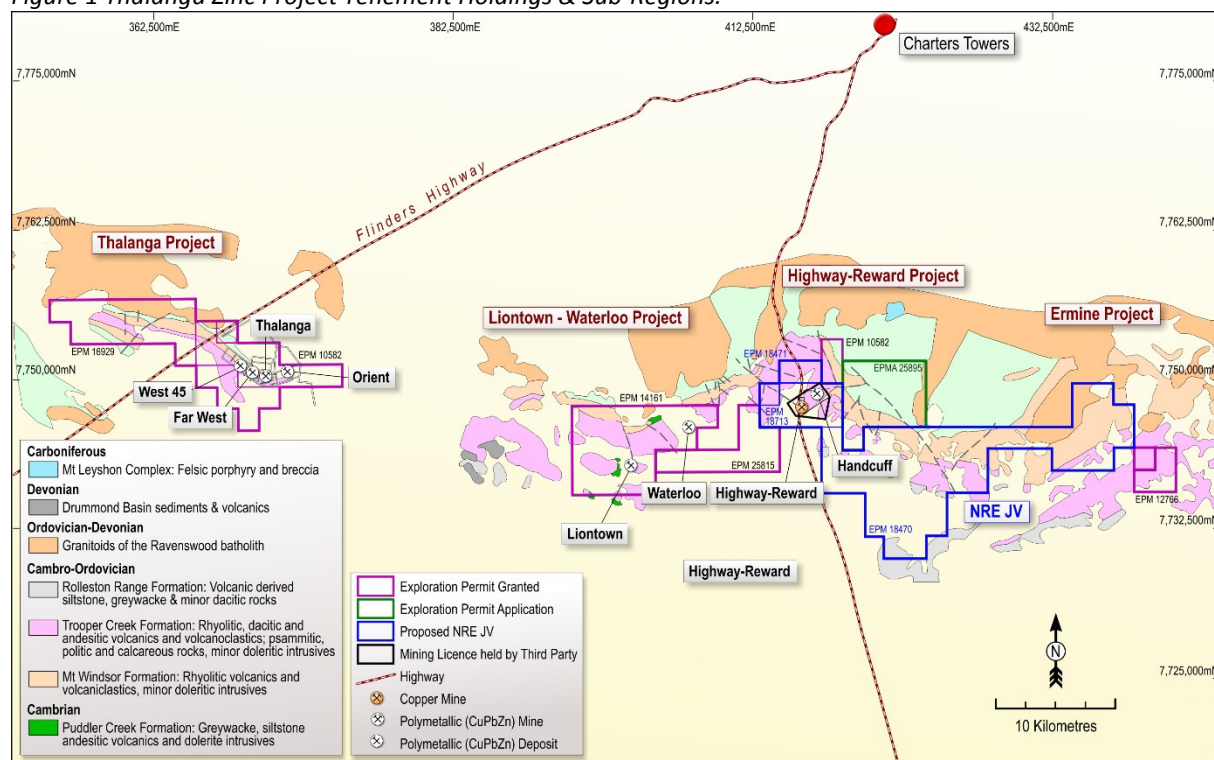 Figure 1 Thalanga Zinc Project Tenement Holdings & Sub-Regions.
362,500mE
382,500mE
412,500mE
432,500mE
Charters Towers
7,775,000mN
7,775,000mN
Flinders Highway
7,762,500mN
7,762,500mN
Thalanga Project
Highway-Reward Project
Liontown - Waterloo Project
Ermine Project
Thalanga
EPM 16929
EPM 10582
EPM 18471
EPM 10582
EPMA 25895
7,750,000mN
7,750,000mN
West 45
Orient
Far West
EPM 14161
EPM
18713
EPM 25815
Handcuff
Waterloo
Highway-Reward
EPM 12766
NRE JV
Liontown
EPM 18470
7,732,500mN
Highway-Reward
7,725,000mN
N
10 Kilometres
Carboniferous
Mt Leyshon Complex: Felsic porphyry and breccia
Devonian
Drummond Basin sediments & volcanics
Ordovician-Devonian
Granitoids of the Ravenswood batholith
Cambro-Ordovician
Rolleston Range Formation: Volcanic derived
siltstone, greywacke & minor dacitic rocks
Trooper Creek Formation: Rhyolitic, dacitic and
andesitic volcanics and volcanoclastics; psammitic,
politic and calcareous rocks, minor doleritic intrusives
Mt Windsor Formation: Rhyolitic volcanics and
volcaniclastics, minor doleritic intrusives
Cambrian
Puddler Creek Formation: Greywacke, siltstone
andesitic volcanics and dolerite intrusives
Exploration Permit Granted
Exploration Permit Application
Proposed NRE JV
Mining Licence held by Third Party
Highway
Copper Mine
Polymetallic (CuPbZn) Mine
Polymetallic (CuPbZn) Deposit